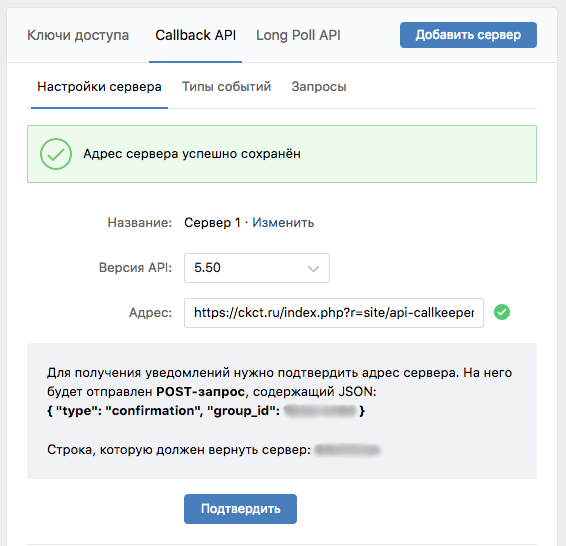 Ключи доступа Callback API Long Poll API Добавить сервер
Настройки сервера Типы событий Запросы
Адрес сервера успешно сохранён
Название: Сервер 1 · Изменить
Версия API: 5.50
Адрес: https://ckct.ru/index.php?r=site/api-callkeeper
Для получения уведомлений нужно подтвердить адрес сервера. На него
будет отправлен POST-запрос, содержащий JSON:
{ "type": "confirmation", "group_id": }
Строка, которую должен вернуть сервер:
Подтвердить